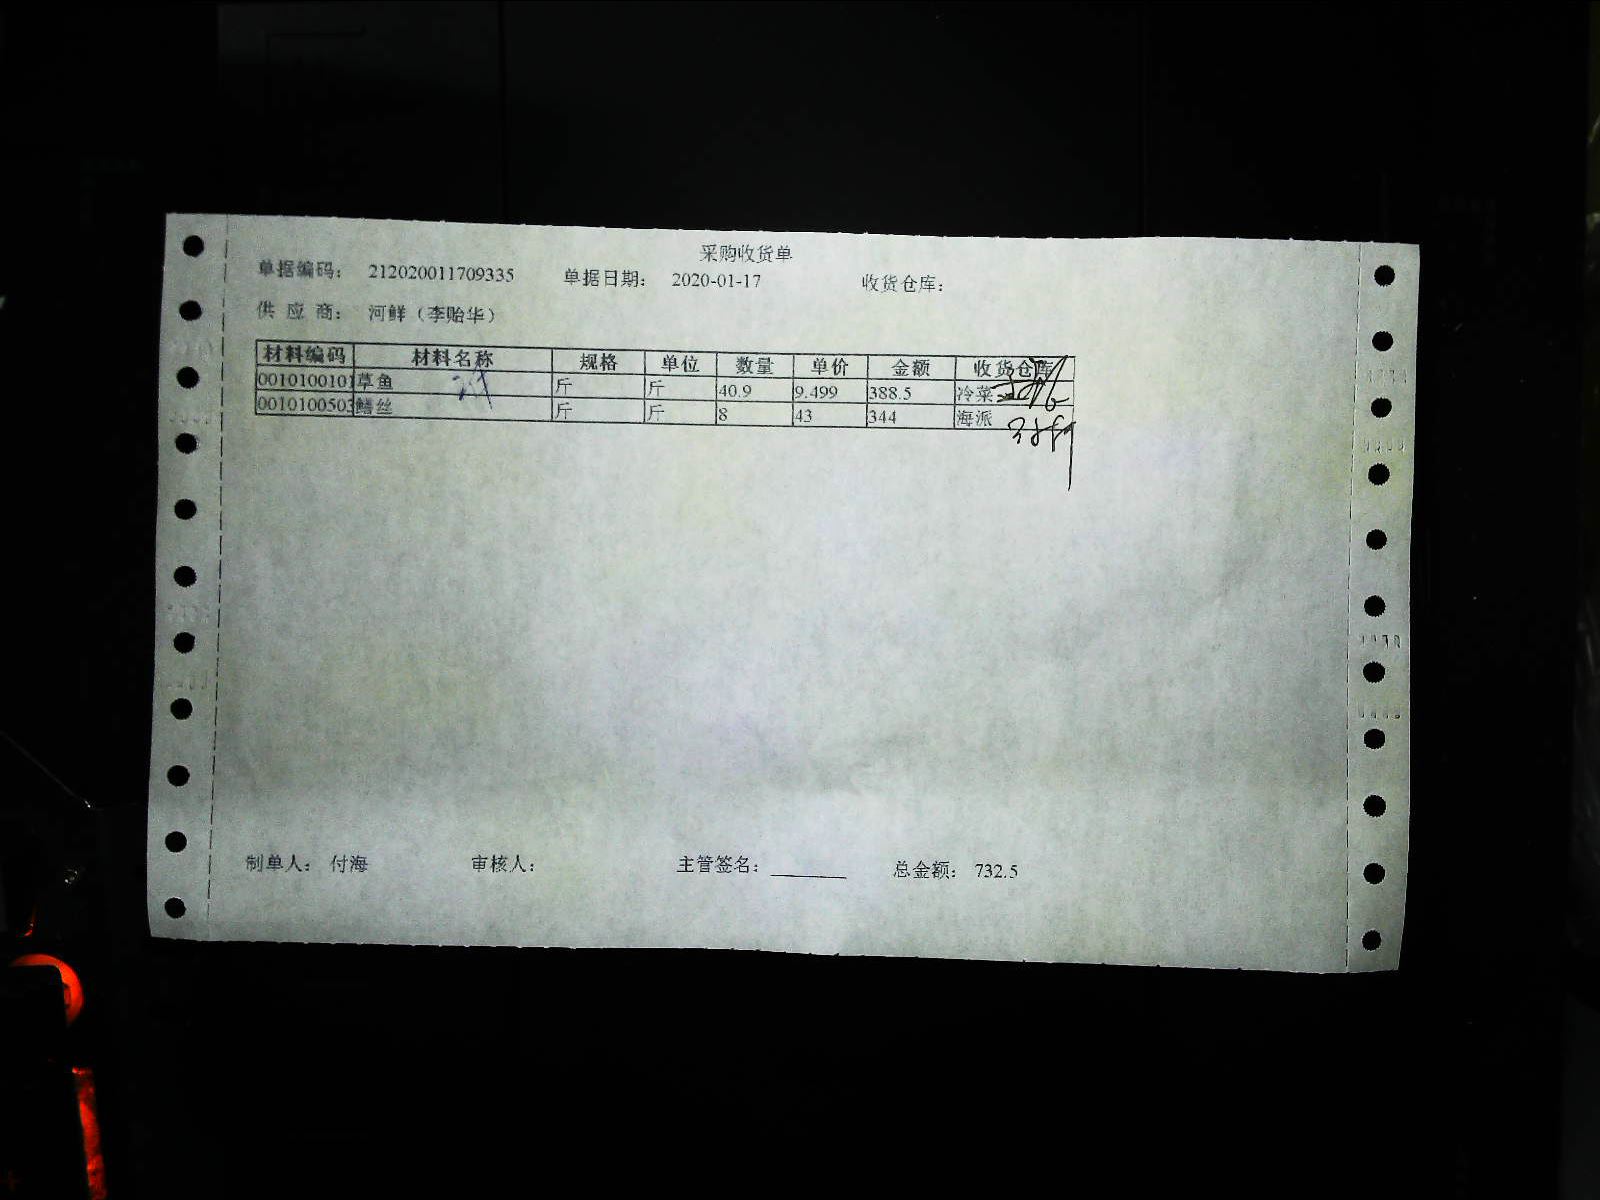 采购收货单
单据编码: 212020011709335 单据日期: 2020-01-17 收货仓库:
供 应 商: 河鲜（李贻华）
材料编码 材料名称 规格 单位 数量 单价 金额 收货仓库
0010100101 草鱼 斤 斤 40.9 9.499 388.5 冷菜
0010100503 鳝丝 斤 斤 8 43 344 海派
制单人: 付海 审核人: 主管签名: 总金额: 732.5